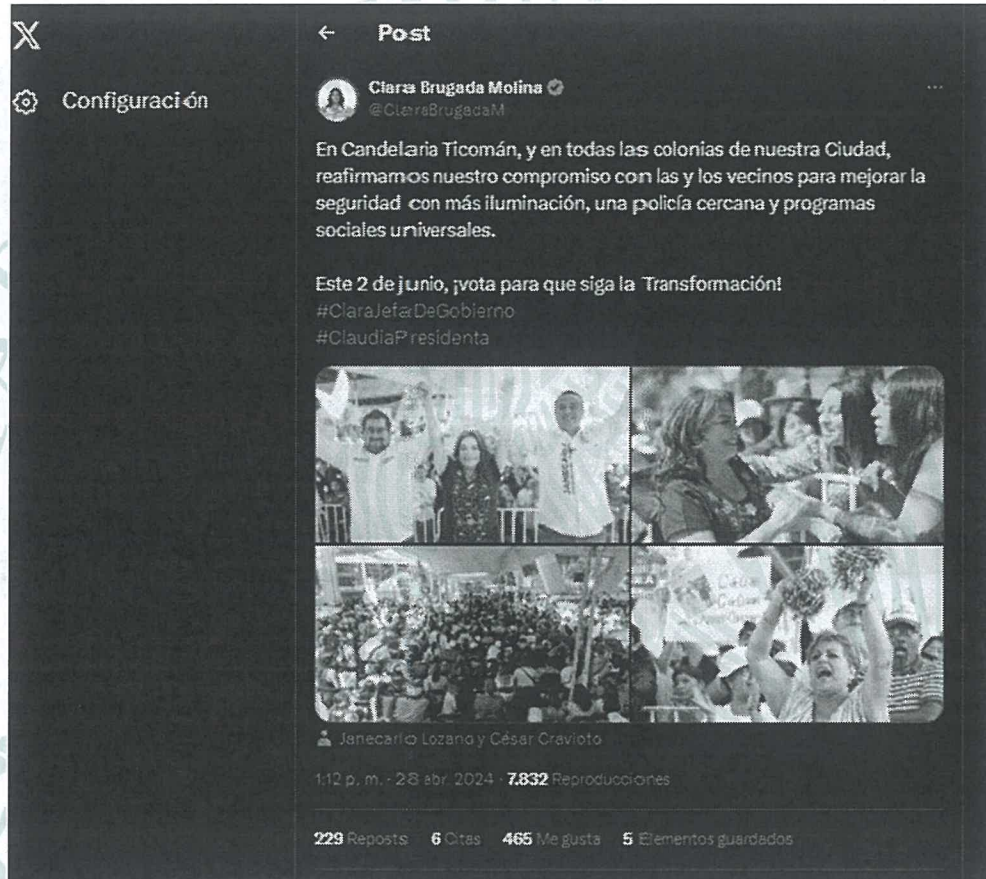 X
← Post
Configuración
Clara Brugada Molina
@ClaraBrugadaM
...
En Candelaria Ticomán, y en todas las colonias de nuestra Ciudad,
reafirmamos nuestro compromiso con las y los vecinos para mejorar la
seguridad con más iluminación, una policía cercana y programas
sociales universales.
Este 2 de junio, ¡vota para que siga la Transformación!
#ClaraJefaDeGobierno
#ClaudiaPresidenta
Janecarlo Lozano y César Cravioto
1:12 p. m. · 28 abr. 2024 · 7.832 Reproducciones
229 Reposts 6 Citas 465 Me gusta 5 Elementos guardados